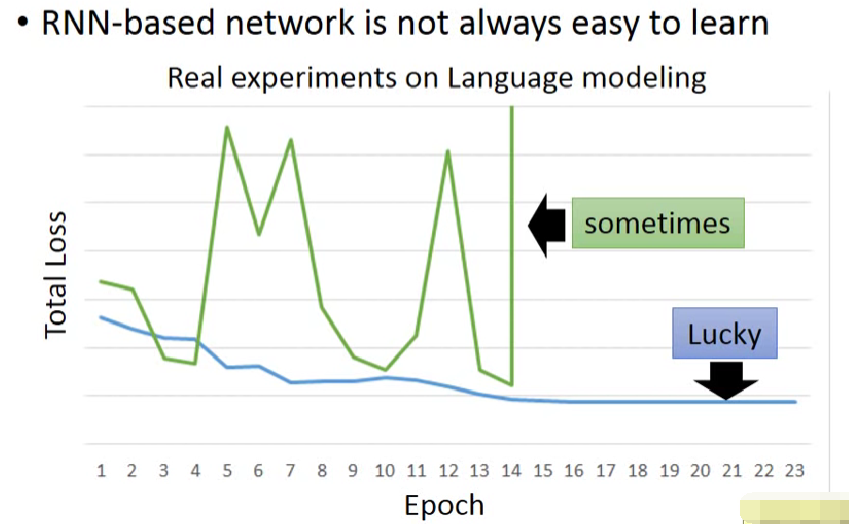 • RNN-based network is not always easy to learn
Real experiments on Language modeling
Total Loss
sometimes
Lucky
1 2 3 4 5 6 7 8 9 10 11 12 13 14 15 16 17 18 19 20 21 22 23
Epoch